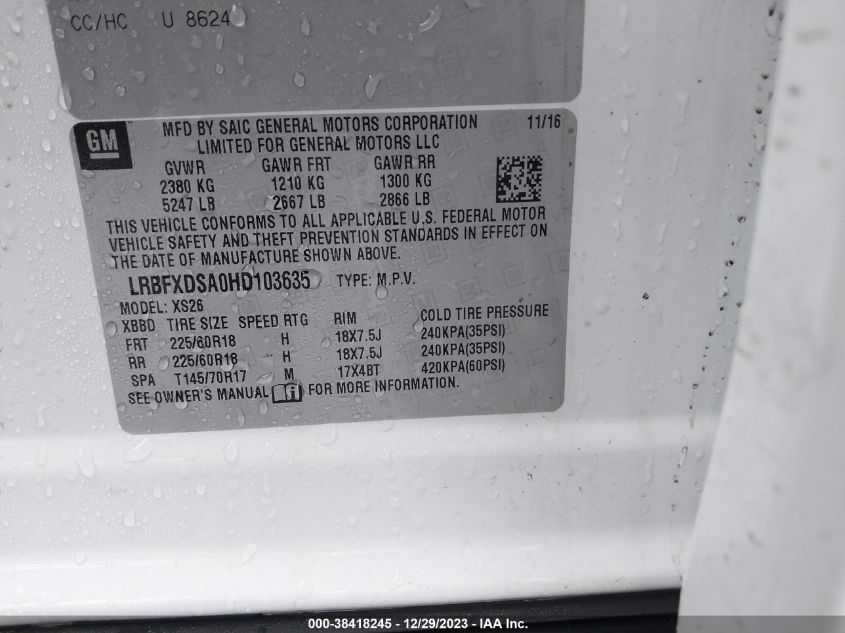 CC/HC U 8624
GM
MFD BY SAIC GENERAL MOTORS CORPORATION 11/16
LIMITED FOR GENERAL MOTORS LLC
GVWR GAWR FRT GAWR RR
2380 KG 1210 KG 1300 KG
5247 LB 2667 LB 2866 LB
THIS VEHICLE CONFORMS TO ALL APPLICABLE U.S. FEDERAL MOTOR
VEHICLE SAFETY AND THEFT PREVENTION STANDARDS IN EFFECT ON
THE DATE OF MANUFACTURE SHOWN ABOVE.
LRBFXDSA0HD103635 TYPE: M.P.V.
MODEL: XS26
XBBD TIRE SIZE SPEED RTG RIM COLD TIRE PRESSURE
FRT 225/60R18 H 18X7.5J 240KPA(35PSI)
RR 225/60R18 H 18X7.5J 240KPA(35PSI)
SPA T145/70R17 M 17X4BT 420KPA(60PSI)
SEE OWNER'S MANUAL FOR MORE INFORMATION.
000-38418245 - 12/29/2023 - IAA Inc.